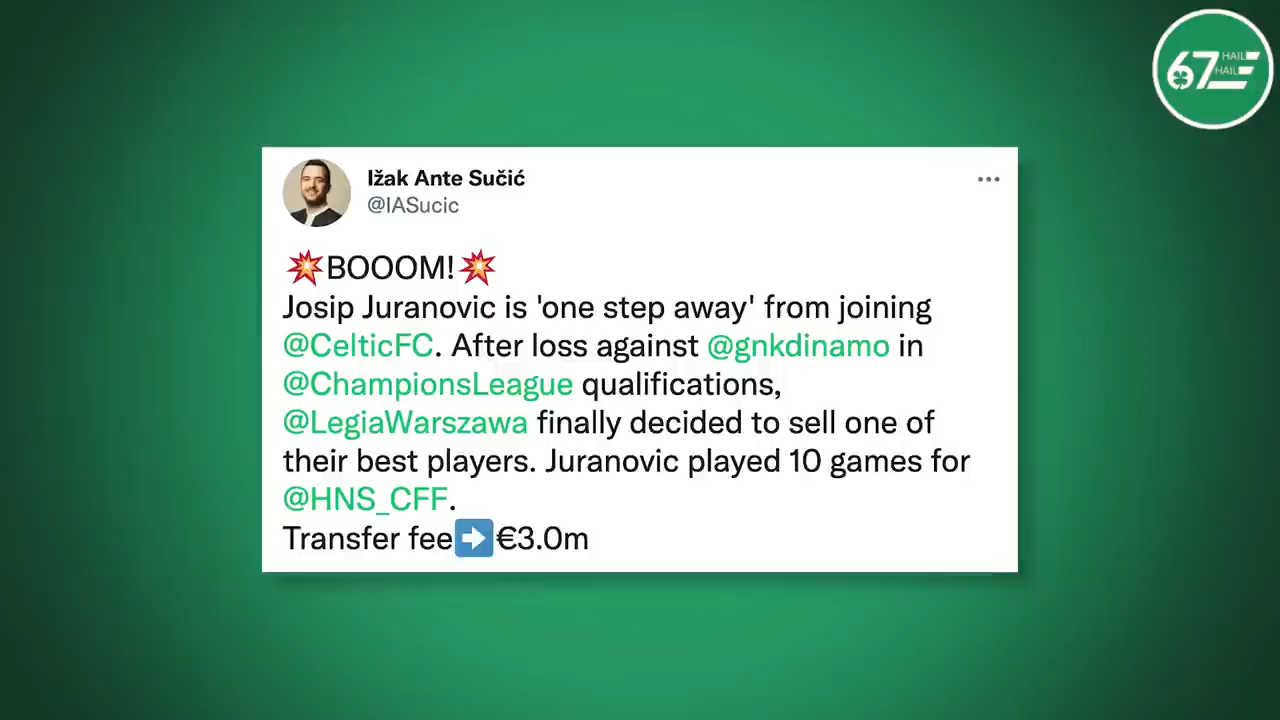 67 HAIL HAIL
Ižak Ante Sučić
@IASucic
💥BOOOM!💥
Josip Juranovic is 'one step away' from joining
@CelticFC. After loss against @gnkdinamo in
@ChampionsLeague qualifications,
@LegiaWarszawa finally decided to sell one of
their best players. Juranovic played 10 games for
@HNS_CFF.
Transfer fee➡️€3.0m